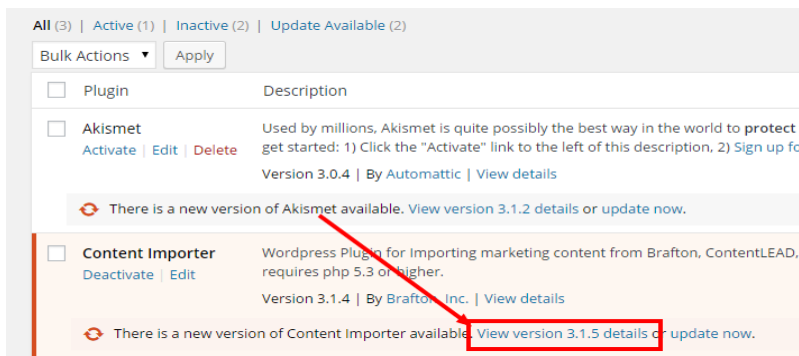 All (3) | Active (1) | Inactive (2) | Update Available (2)
Bulk Actions Apply
Plugin Description
Akismet Used by millions, Akismet is quite possibly the best way in the world to protect
Activate | Edit | Delete get started: 1) Click the "Activate" link to the left of this description, 2) Sign up fo
Version 3.0.4 | By Automattic | View details
There is a new version of Akismet available. View version 3.1.2 details or update now.
Content Importer Wordpress Plugin for Importing marketing content from Brafton, ContentLEAD,
Deactivate | Edit requires php 5.3 or higher.
Version 3.1.4 | By Brafton, Inc. | View details
There is a new version of Content Importer available. View version 3.1.5 details or update now.